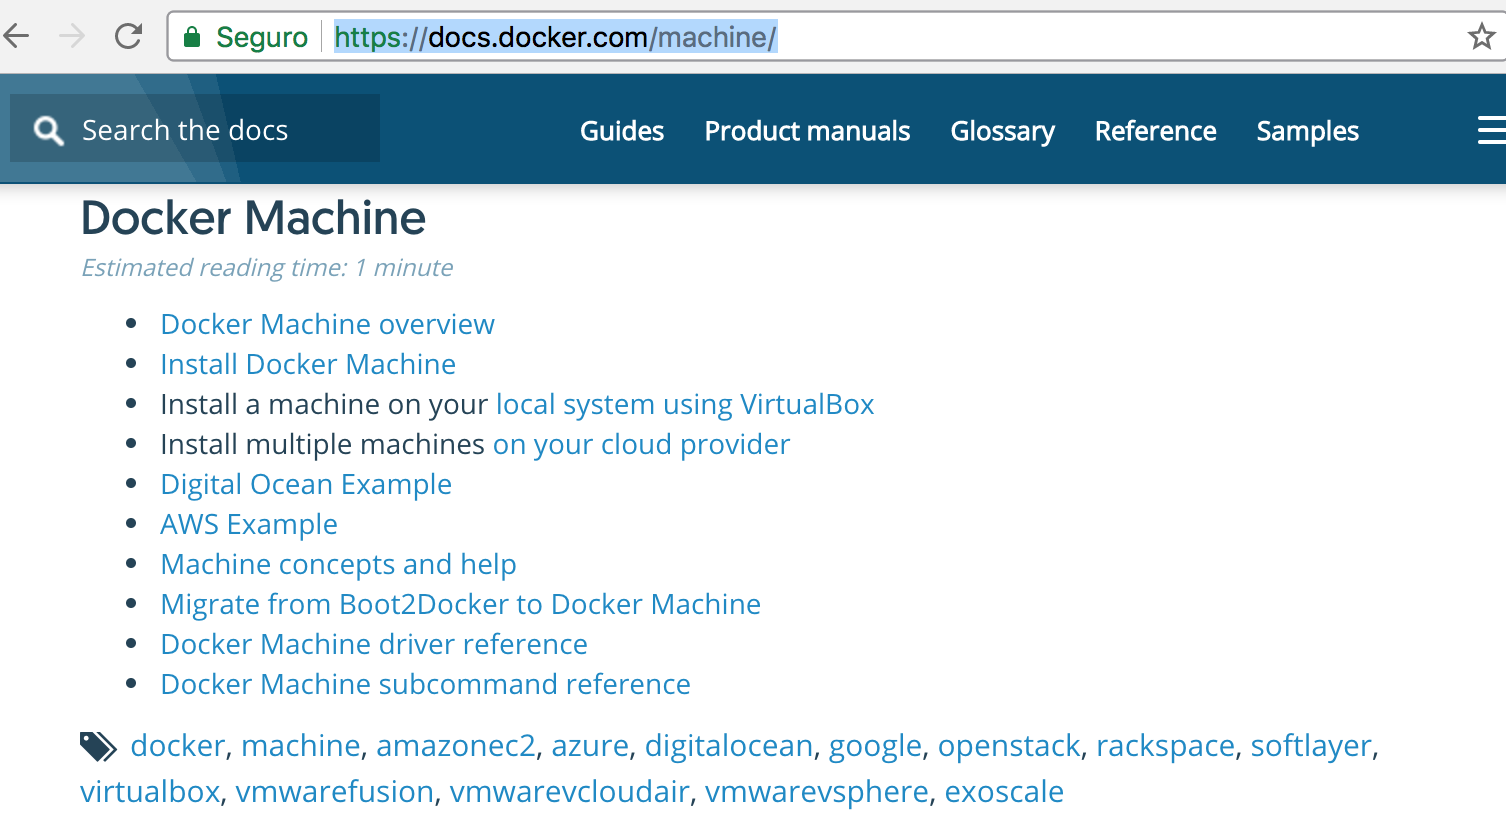 Seguro https://docs.docker.com/machine/
Search the docs Guides Product manuals Glossary Reference Samples
Docker Machine
Estimated reading time: 1 minute
Docker Machine overview
Install Docker Machine
Install a machine on your local system using VirtualBox
Install multiple machines on your cloud provider
Digital Ocean Example
AWS Example
Machine concepts and help
Migrate from Boot2Docker to Docker Machine
Docker Machine driver reference
Docker Machine subcommand reference
docker, machine, amazonec2, azure, digitalocean, google, openstack, rackspace, softlayer,
virtualbox, vmwarefusion, vmwarevcloudair, vmwarevsphere, exoscale